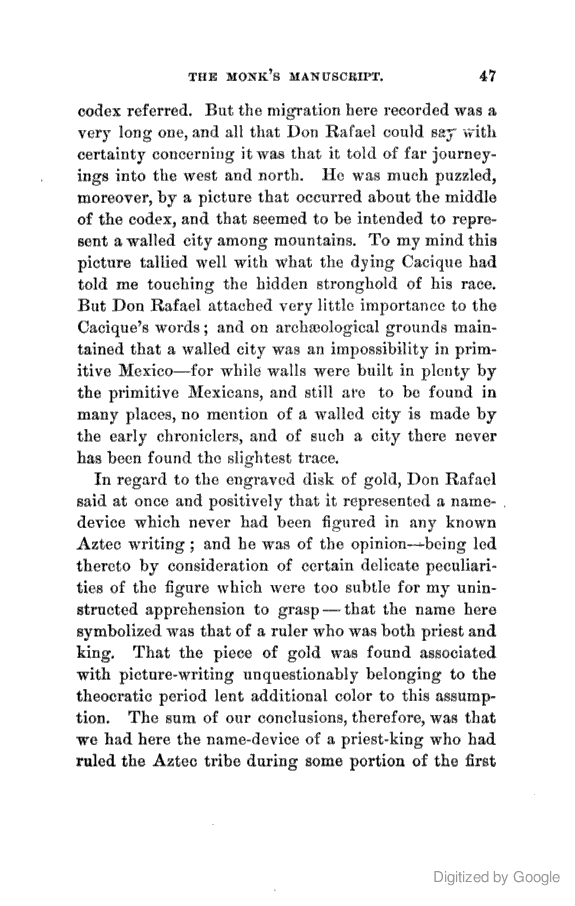 THE MONK'S MANUSCRIPT. 47
codex referred. But the migration here recorded was a
very long one, and all that Don Rafael could say with
certainty concerning it was that it told of far journey-
ings into the west and north. He was much puzzled,
moreover, by a picture that occurred about the middle
of the codex, and that seemed to be intended to repre-
sent a walled city among mountains. To my mind this
picture tallied well with what the dying Cacique had
told me touching the hidden stronghold of his race.
But Don Rafael attached very little importance to the
Cacique's words; and on archæological grounds main-
tained that a walled city was an impossibility in prim-
itive Mexico—for while walls were built in plenty by
the primitive Mexicans, and still are to be found in
many places, no mention of a walled city is made by
the early chroniclers, and of such a city there never
has been found the slightest trace.
In regard to the engraved disk of gold, Don Rafael
said at once and positively that it represented a name-
device which never had been figured in any known
Aztec writing; and he was of the opinion—being led
thereto by consideration of certain delicate peculiari-
ties of the figure which were too subtle for my unin-
structed apprehension to grasp—that the name here
symbolized was that of a ruler who was both priest and
king. That the piece of gold was found associated
with picture-writing unquestionably belonging to the
theocratic period lent additional color to this assump-
tion. The sum of our conclusions, therefore, was that
we had here the name-device of a priest-king who had
ruled the Aztec tribe during some portion of the first
Digitized by Google